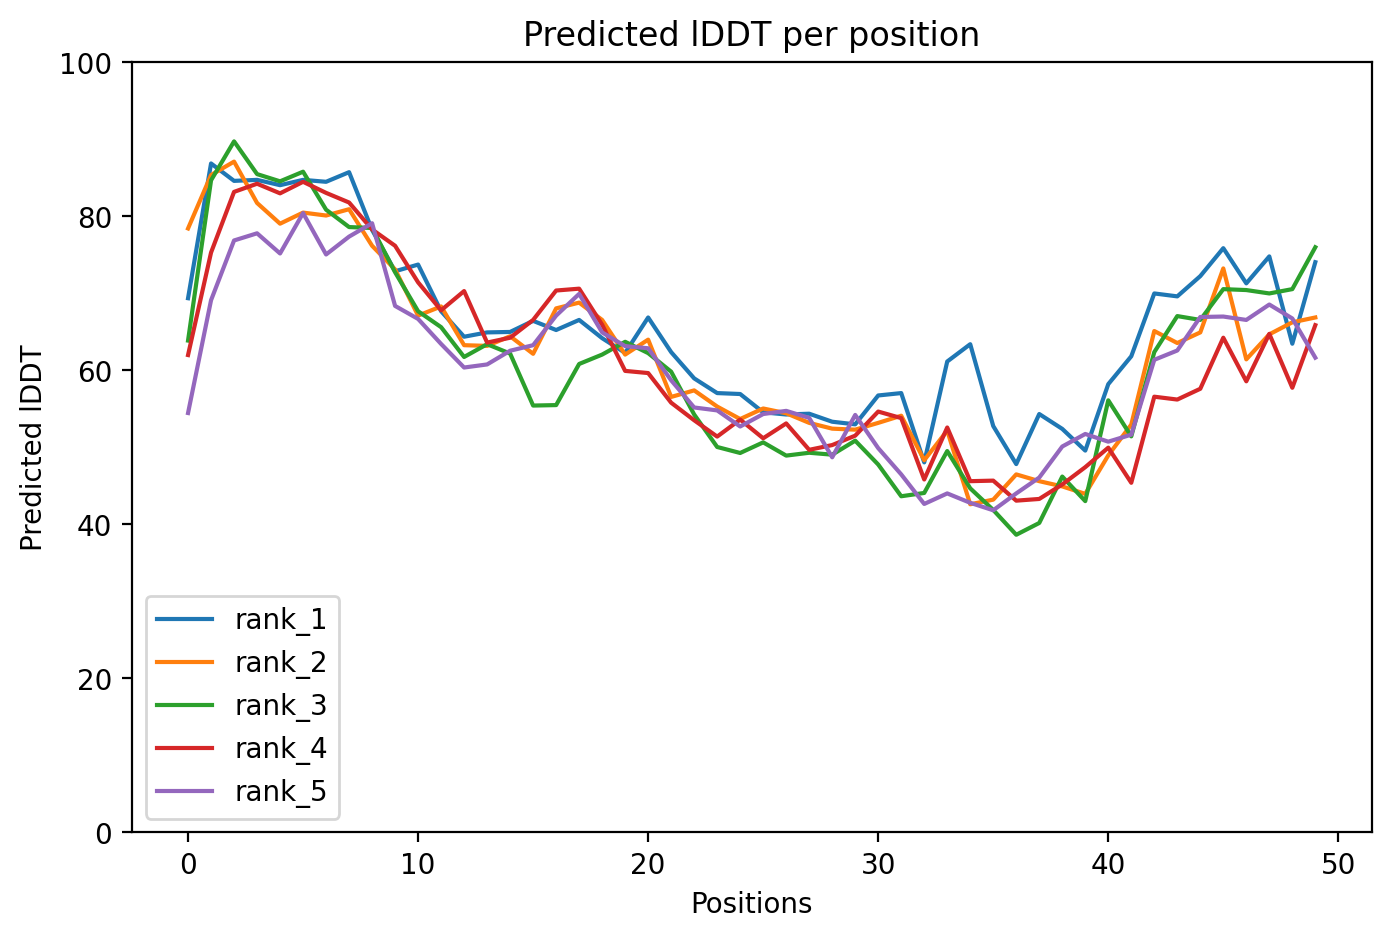 Predicted lDDT per position
100
80
60
40
20
0
Predicted lDDT
rank_1
rank_2
rank_3
rank_4
rank_5
0 10 20 30 40 50
Positions